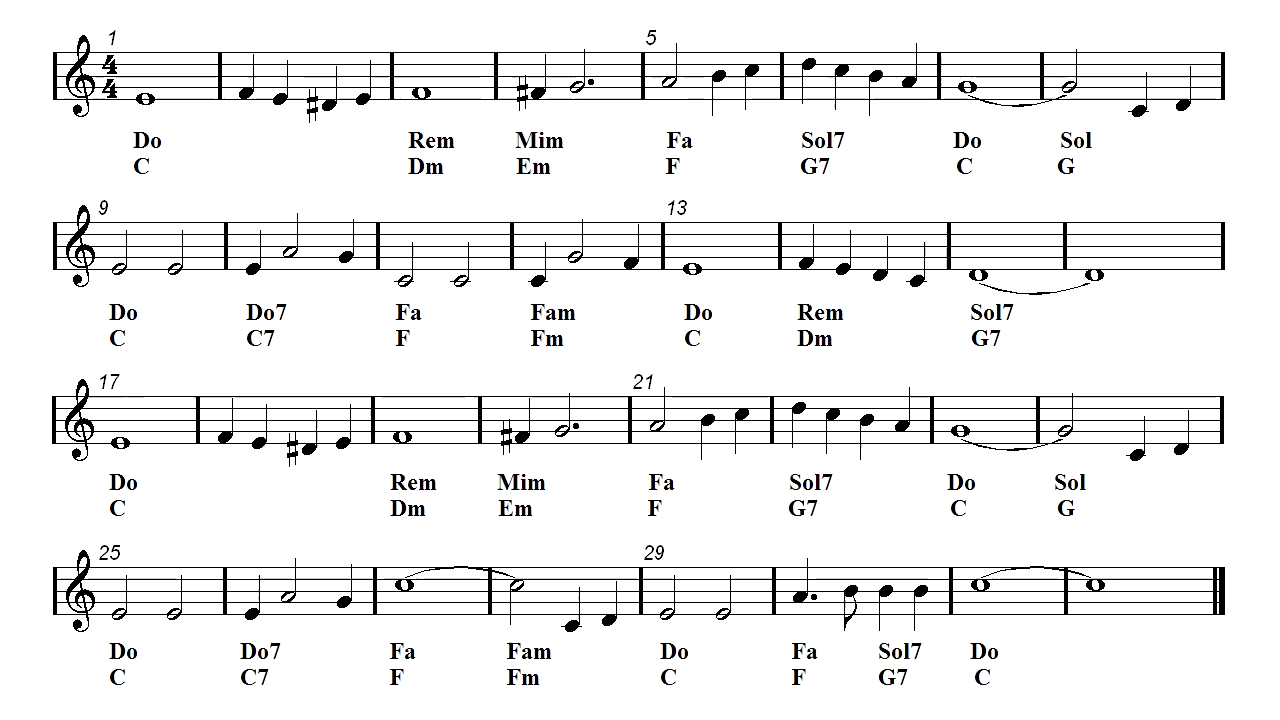 1 5
4
4
Do Rem Mim Fa Sol7 Do Sol
C Dm Em F G7 C G
9 13
Do Do7 Fa Fam Do Rem Sol7
C C7 F Fm C Dm G7
17 21
Do Rem Mim Fa Sol7 Do Sol
C Dm Em F G7 C G
25 29
Do Do7 Fa Fam Do Fa Sol7 Do
C C7 F Fm C F G7 C